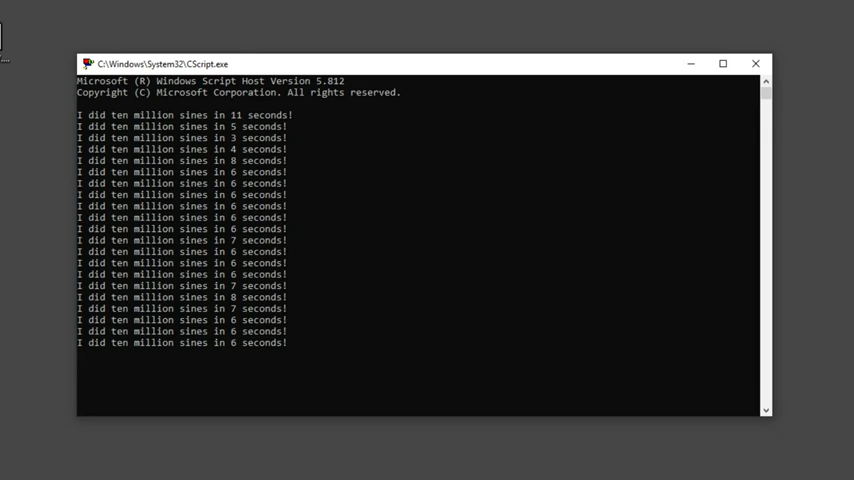 C:\Windows\System32\CScript.exe
Microsoft (R) Windows Script Host Version 5.812
Copyright (C) Microsoft Corporation. All rights reserved.
I did ten million sines in 11 seconds!
I did ten million sines in 5 seconds!
I did ten million sines in 3 seconds!
I did ten million sines in 4 seconds!
I did ten million sines in 8 seconds!
I did ten million sines in 6 seconds!
I did ten million sines in 6 seconds!
I did ten million sines in 6 seconds!
I did ten million sines in 6 seconds!
I did ten million sines in 6 seconds!
I did ten million sines in 6 seconds!
I did ten million sines in 7 seconds!
I did ten million sines in 6 seconds!
I did ten million sines in 6 seconds!
I did ten million sines in 6 seconds!
I did ten million sines in 7 seconds!
I did ten million sines in 8 seconds!
I did ten million sines in 7 seconds!
I did ten million sines in 6 seconds!
I did ten million sines in 6 seconds!
I did ten million sines in 6 seconds!